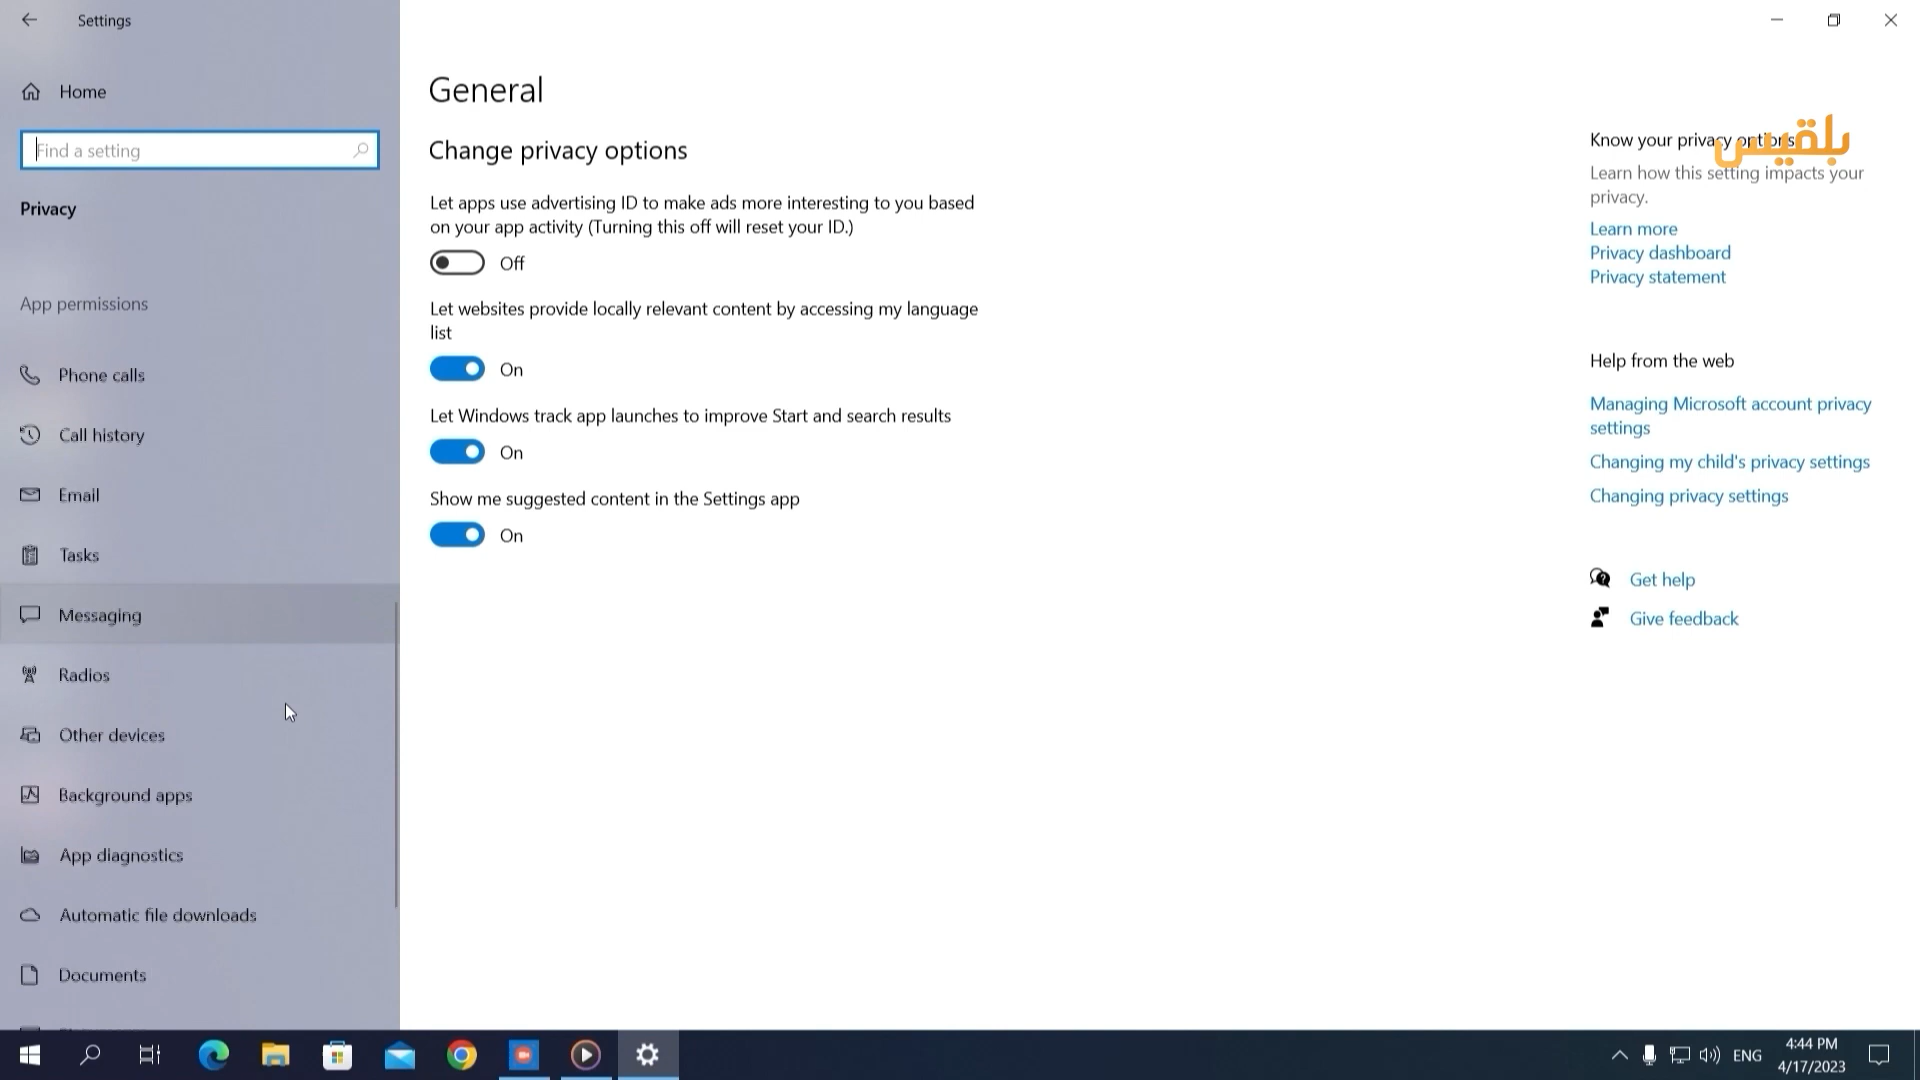 Settings
Home
Find a setting
Privacy
App permissions
Phone calls
Call history
Email
Tasks
Messaging
Radios
Other devices
Background apps
App diagnostics
Automatic file downloads
Documents
General
Change privacy options
Let apps use advertising ID to make ads more interesting to you based
on your app activity (Turning this off will reset your ID.)
Off
Let websites provide locally relevant content by accessing my language
list
On
Let Windows track app launches to improve Start and search results
On
Show me suggested content in the Settings app
On
بلقيس
Know your privacy options
Learn how this setting impacts your
privacy.
Learn more
Privacy dashboard
Privacy statement
Help from the web
Managing Microsoft account privacy
settings
Changing my child's privacy settings
Changing privacy settings
Get help
Give feedback
ENG
4:44 PM
4/17/2023